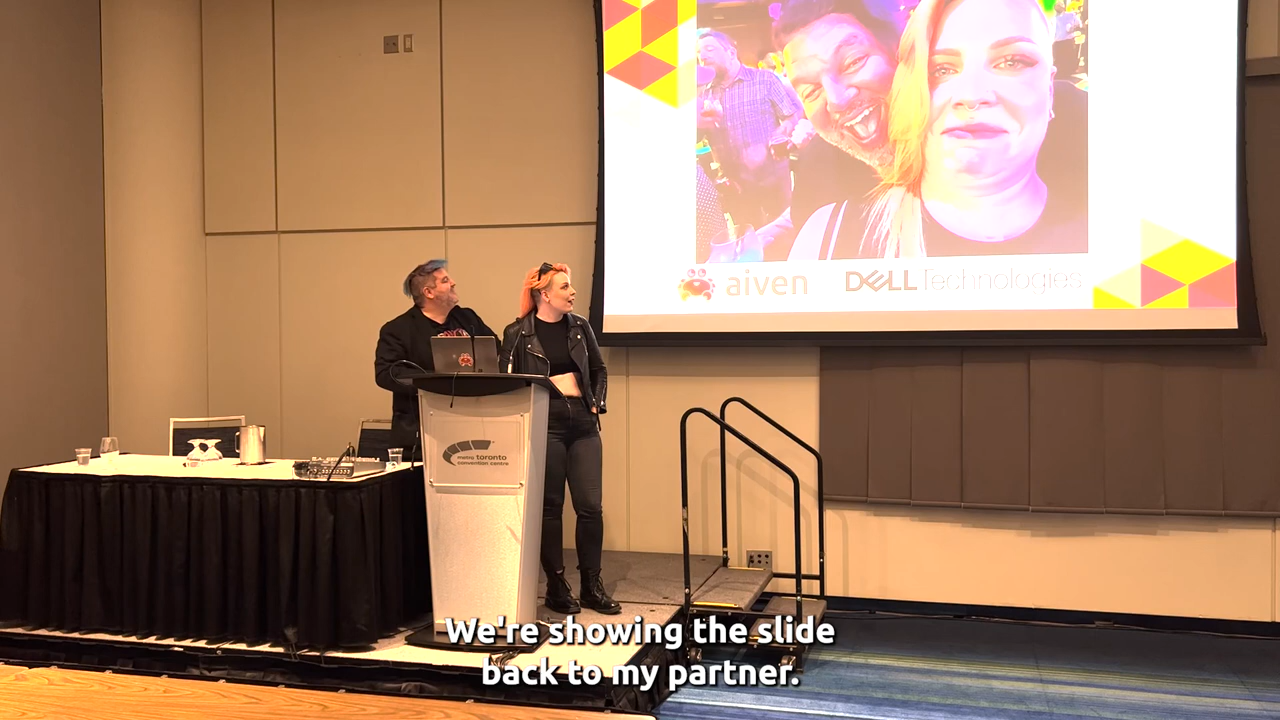 aiven
DELL Technologies
metro toronto
convention centre
We're showing the slide
back to my partner.